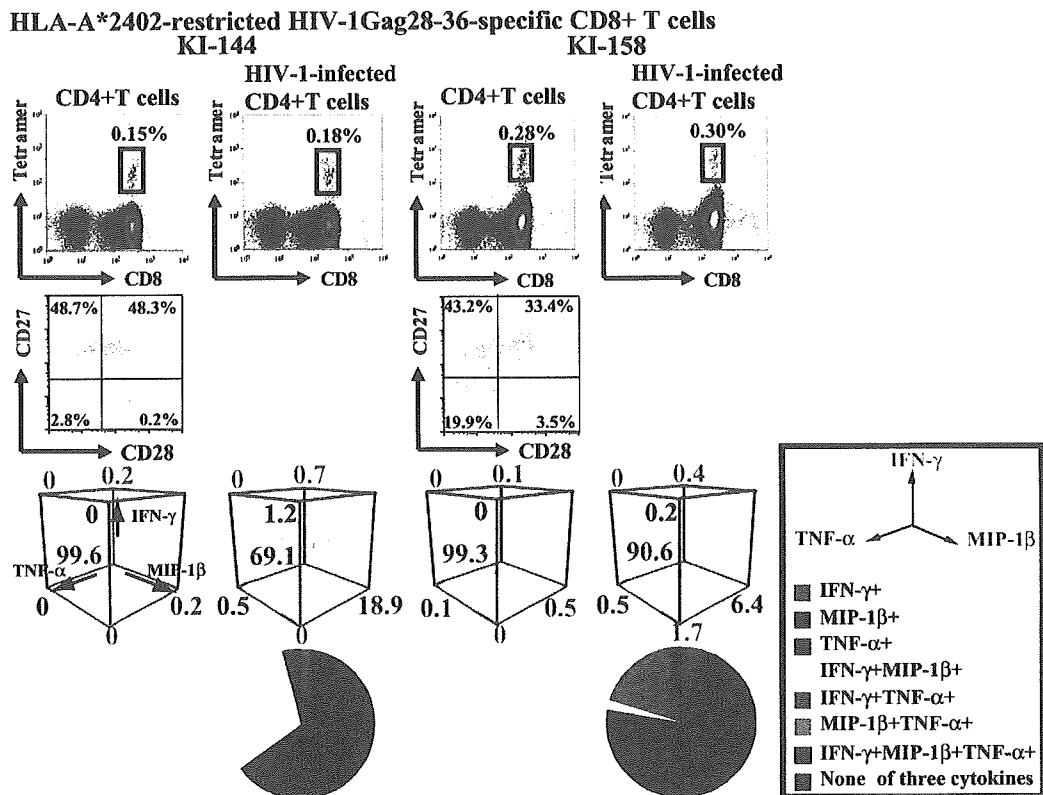 HLA-A*2402-restricted HIV-1Gag28-36-specific CD8+ T cells
KI-144
KI-158
CD4+T cells
HIV-1-infected
CD4+T cells
CD4+T cells
HIV-1-infected
CD4+T cells
Tetramer
0.15%
CD8
Tetramer
0.18%
CD8
Tetramer
0.28%
CD8
Tetramer
0.30%
CD8
CD27
48.7% 48.3%
2.8% 0.2%
CD28
CD27
43.2% 33.4%
19.9% 3.5%
CD28
0 0.2
0 IFN-γ
99.6
TNF-α MIP-1β
0 0.2
0
0 0.7
1.2
69.1
0.5 18.9
0
0 0.1
0
99.3
0.1 0.5
0
0 0.4
0.2
90.6
0.5 6.4
1.7
IFN-γ
TNF-α MIP-1β
IFN-γ+
MIP-1β+
TNF-α+
IFN-γ+MIP-1β+
IFN-γ+TNF-α+
MIP-1β+TNF-α+
IFN-γ+MIP-1β+TNF-α+
None of three cytokines